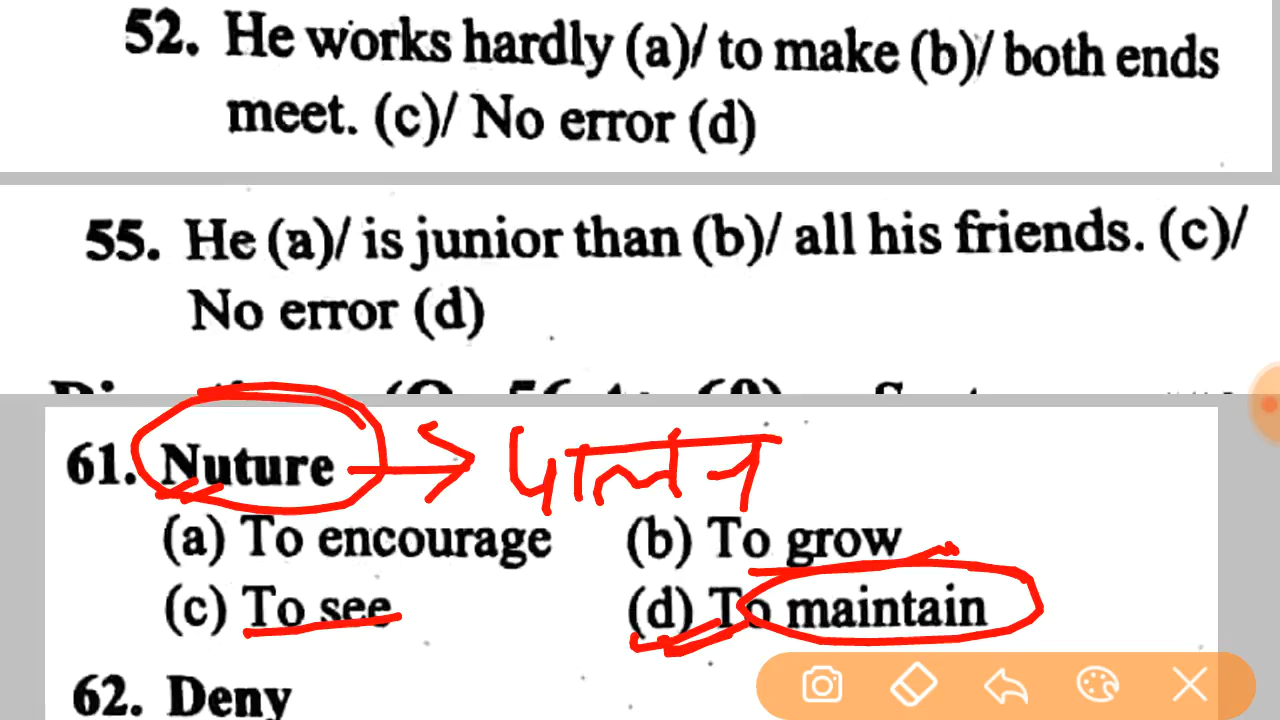 52. He works hardly (a)/ to make (b)/ both ends
meet. (c)/ No error (d)
55. He (a)/ is junior than (b)/ all his friends. (c)/
No error (d)
61. Nuture → पालन
(a) To encourage (b) To grow
(c) To see (d) To maintain
62. Deny